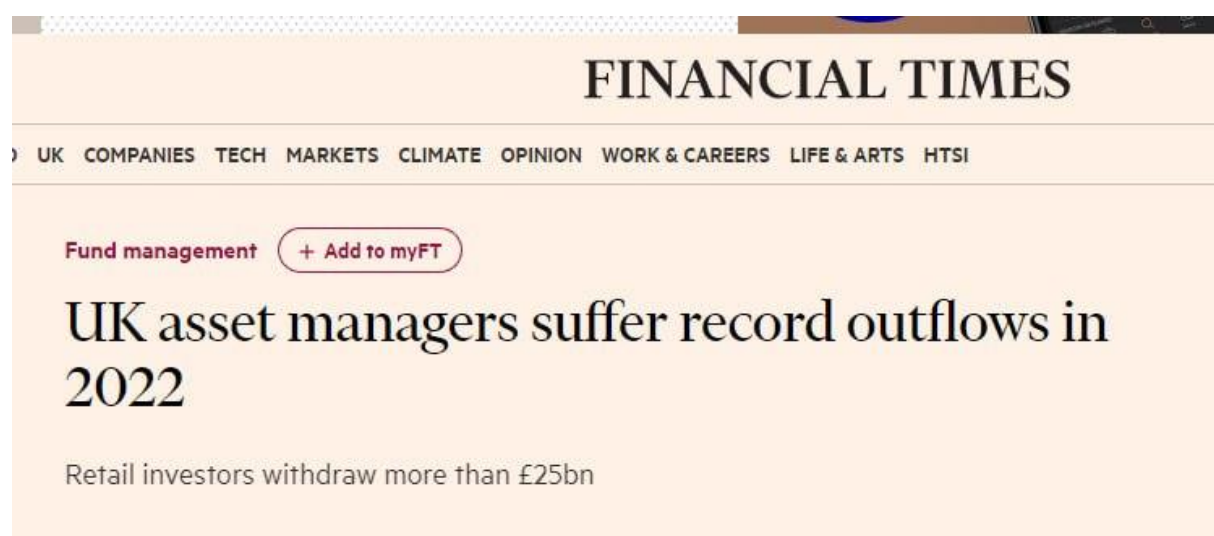 FINANCIAL TIMES
UK COMPANIES TECH MARKETS CLIMATE OPINION WORK & CAREERS LIFE & ARTS HTSI
Fund management + Add to myFT
UK asset managers suffer record outflows in
2022
Retail investors withdraw more than £25bn